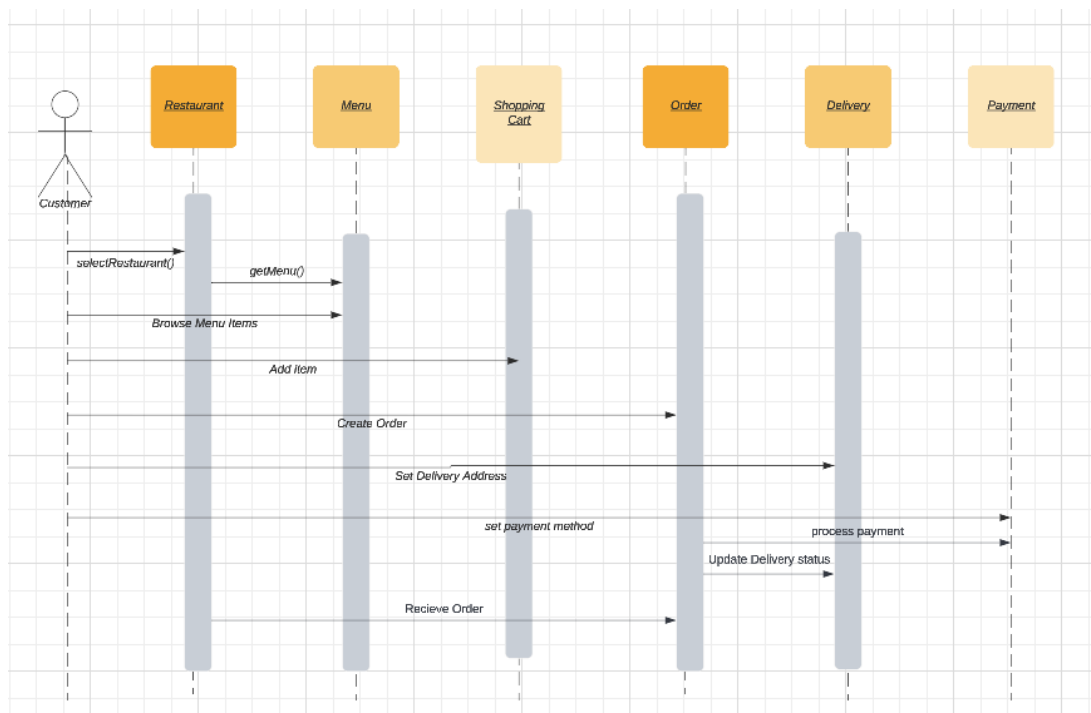 Restaurant
Menu
Shopping
Cart
Order
Delivery
Payment
Customer
selectRestaurant()
getMenu()
Browse Menu Items
Add item
Create Order
Set Delivery Address
set payment method
process payment
Update Delivery status
Recieve Order